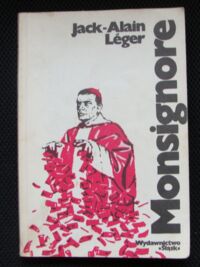 Jack-Alain
Léger
Monsignore
Wydawnictwo
»Śląsk«